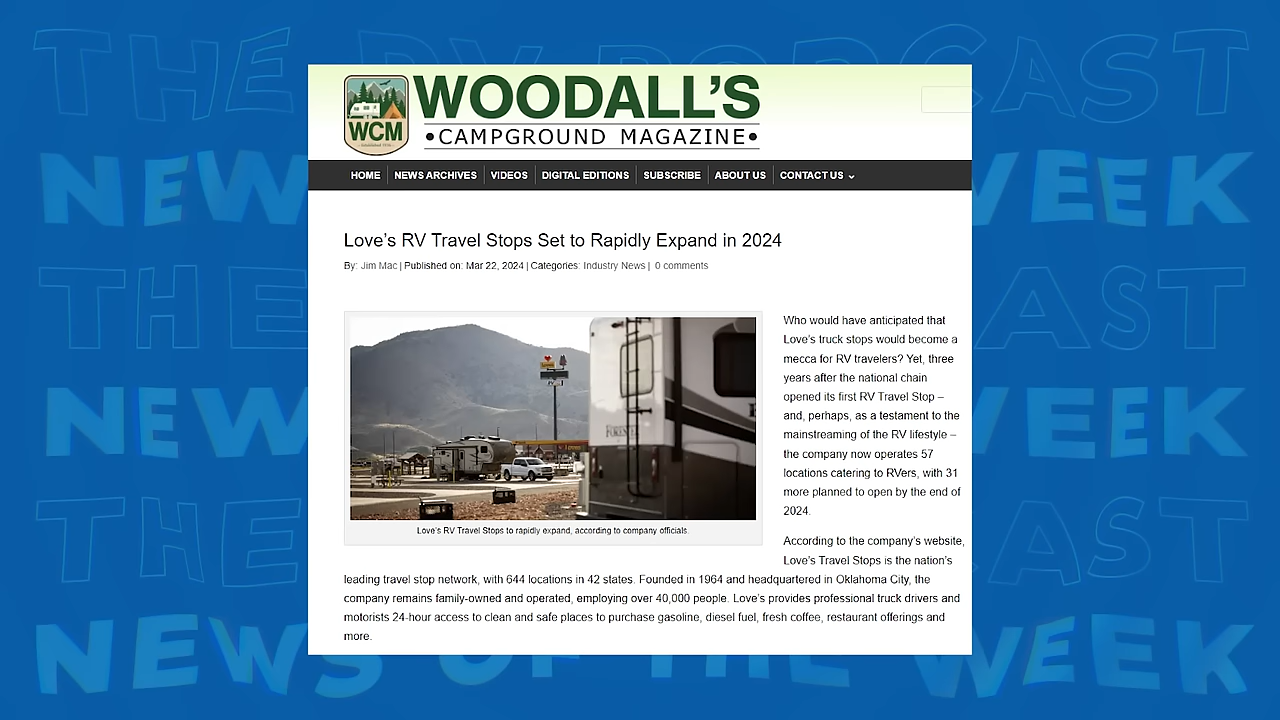 THE RV PODCAST
NEWS OF THE WEEK
WCM
WOODALL'S
•CAMPGROUND MAGAZINE•
HOME
NEWS ARCHIVES
VIDEOS
DIGITAL EDITIONS
SUBSCRIBE
ABOUT US
CONTACT US
Love's RV Travel Stops Set to Rapidly Expand in 2024
By: Jim Mac | Published on: Mar 22, 2024 | Categories: Industry News | 0 comments
Who would have anticipated that
Love's truck stops would become a
mecca for RV travelers? Yet, three
years after the national chain
opened its first RV Travel Stop –
and, perhaps, as a testament to the
mainstreaming of the RV lifestyle –
the company now operates 57
locations catering to RVers, with 31
more planned to open by the end of
2024.
Love's RV Travel Stops to rapidly expand, according to company officials.
According to the company's website,
Love's Travel Stops is the nation's
leading travel stop network, with 644 locations in 42 states. Founded in 1964 and headquartered in Oklahoma City, the
company remains family-owned and operated, employing over 40,000 people. Love's provides professional truck drivers and
motorists 24-hour access to clean and safe places to purchase gasoline, diesel fuel, fresh coffee, restaurant offerings and
more.
NEWS OF THE WEEK